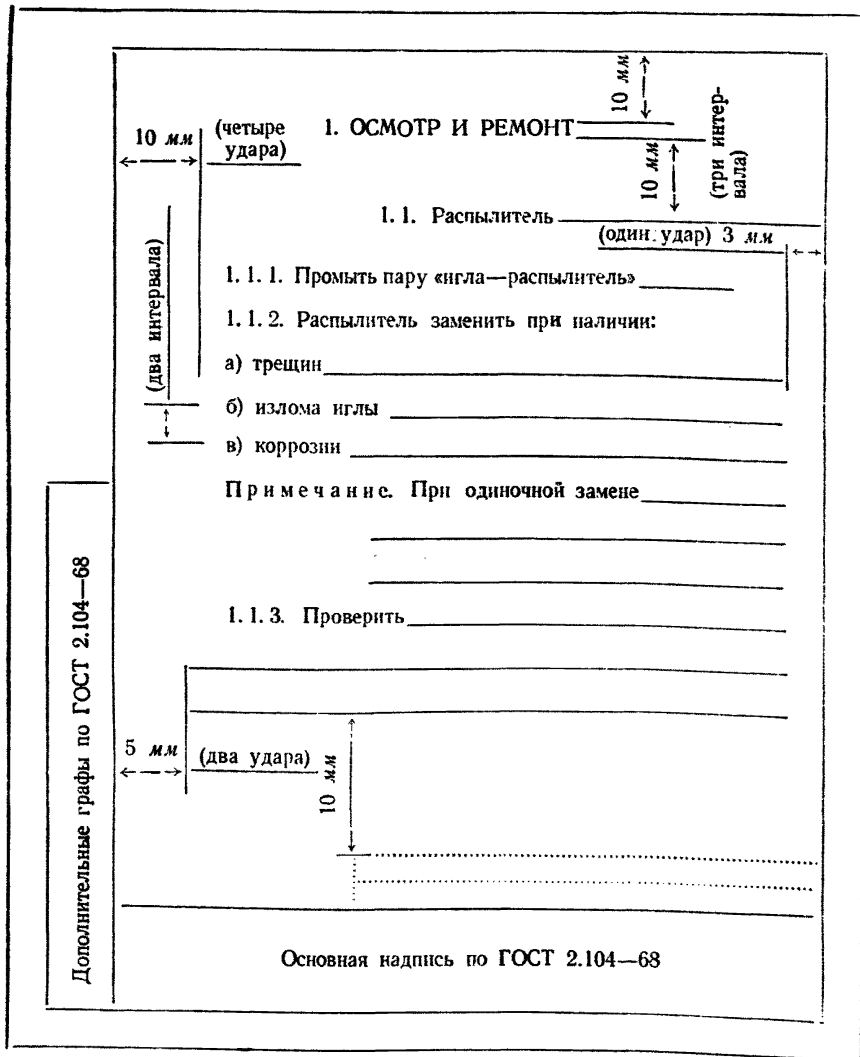 10 мм
(три интер-
вала)
10 мм
(четыре
удара)
1. ОСМОТР И РЕМОНТ
10 мм
1. 1. Распылитель
(один удар) 3 мм
(два интервала)
1. 1. 1. Промыть пару «игла—распылитель»
1. 1. 2. Распылитель заменить при наличии:
а) трещин
б) излома иглы
в) коррозии
Примечание. При одиночной замене
1. 1. 3. Проверить
5 мм
(два удара)
10 мм
Дополнительные графы по ГОСТ 2.104—68
Основная надпись по ГОСТ 2.104—68